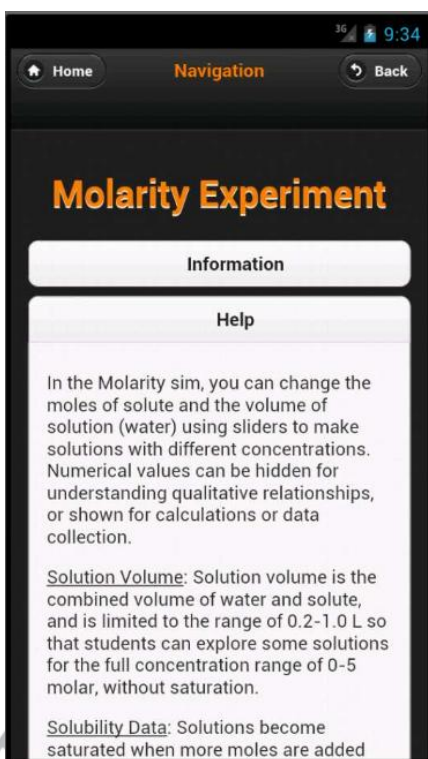 3G 9:34
Home Navigation Back
Molarity Experiment
Information
Help
In the Molarity sim, you can change the
moles of solute and the volume of
solution (water) using sliders to make
solutions with different concentrations.
Numerical values can be hidden for
understanding qualitative relationships,
or shown for calculations or data
collection.
Solution Volume: Solution volume is the
combined volume of water and solute,
and is limited to the range of 0.2-1.0 L so
that students can explore some solutions
for the full concentration range of 0-5
molar, without saturation.
Solubility Data: Solutions become
saturated when more moles are added